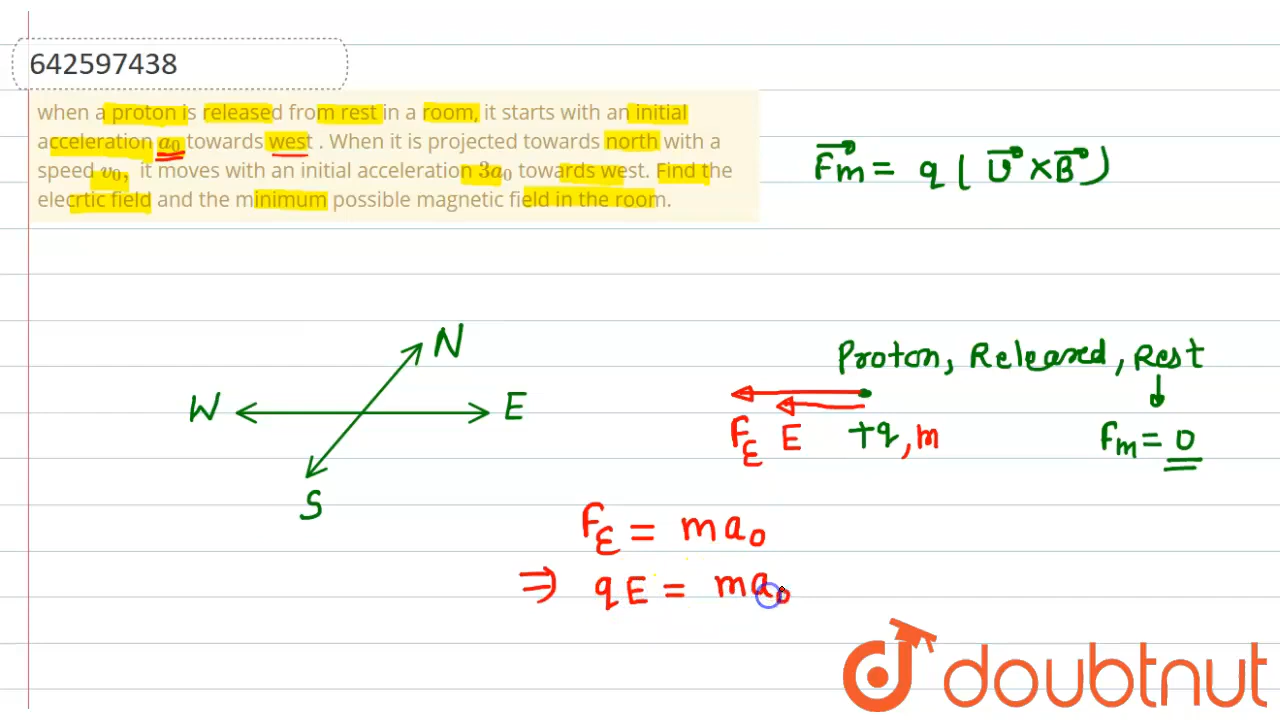 642597438
when a proton is released from rest in a room, it starts with an initial
acceleration a₀ towards west . When it is projected towards north with a
speed v₀, it moves with an initial acceleration 3a₀ towards west. Find the
elecrtic field and the minimum possible magnetic field in the room.
F⃗m = q ( v⃗ × B⃗ )
N
W E
S
Proton, Released, Rest
F_E E +q, m
Fm = 0
F_E = ma₀
⇒ qE = ma₀
doubtnut